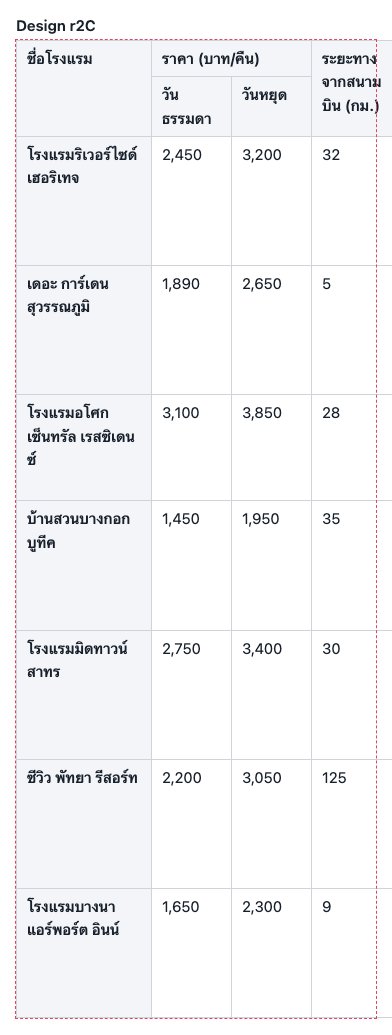 Design r2C
ชื่อโรงแรม
ราคา (บาท/คืน)
ระยะทาง
จากสนาม
บิน (กม.)
วัน
ธรรมดา
วันหยุด
โรงแรมริเวอร์ไซด์
เฮอริเทจ
2,450
3,200
32
เดอะ การ์เดน
สุวรรณภูมิ
1,890
2,650
5
โรงแรมอโศก
เซ็นทรัล เรสซิเดน
ซ์
3,100
3,850
28
บ้านสวนบางกอก
บูทีค
1,450
1,950
35
โรงแรมมิดทาวน์
สาทร
2,750
3,400
30
ซีวิว พัทยา รีสอร์ท
2,200
3,050
125
โรงแรมบางนา
แอร์พอร์ต อินน์
1,650
2,300
9